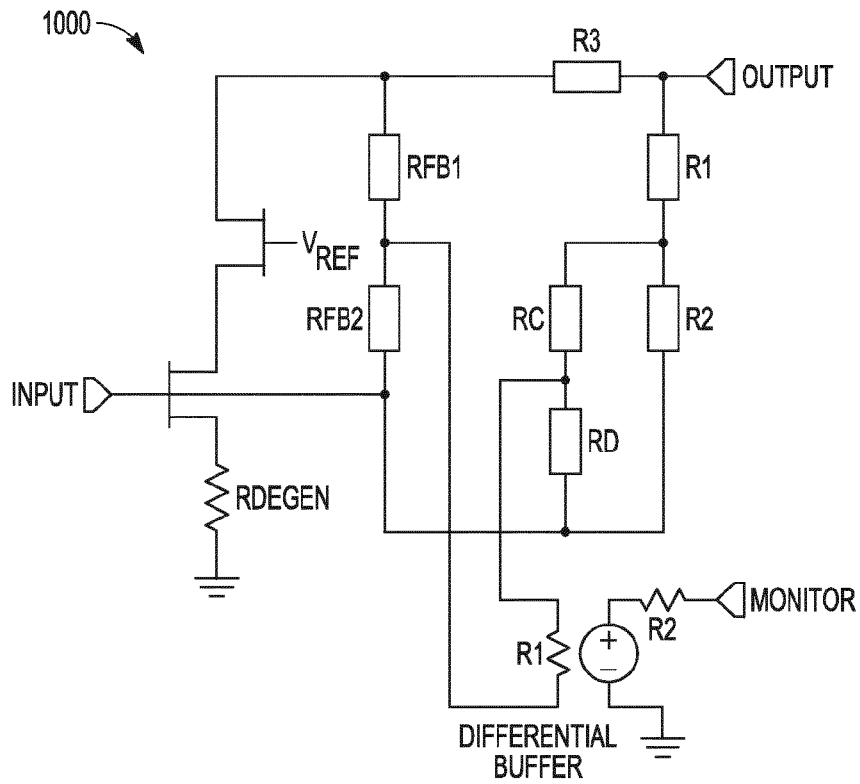 1000
R3
OUTPUT
RFB1
R1
VREF
RFB2
RC
R2
INPUT
RD
RDEGEN
MONITOR
R1
R2
DIFFERENTIAL
BUFFER